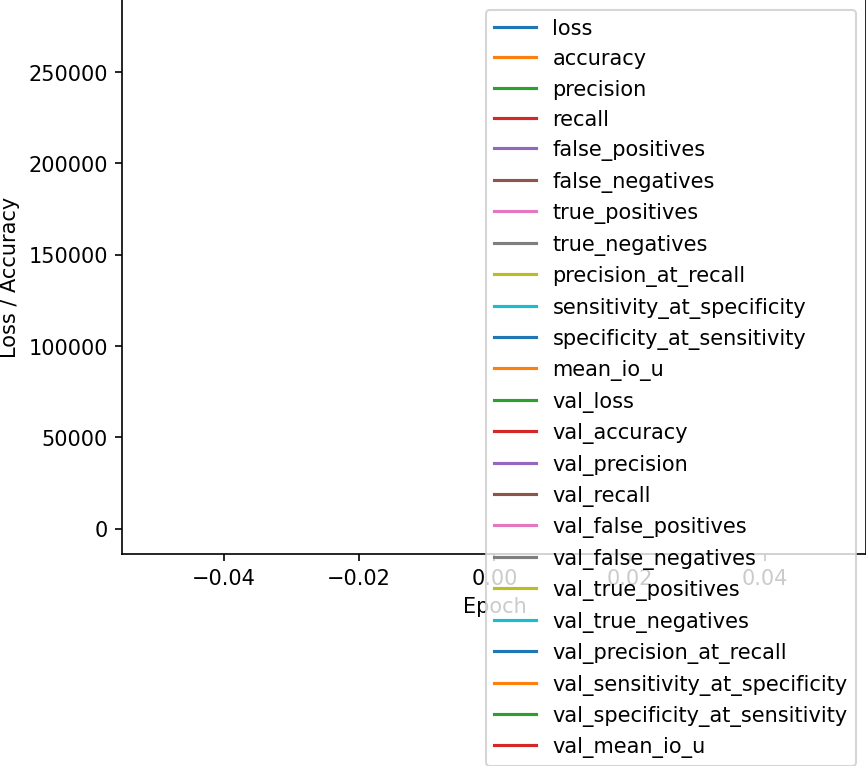 loss
accuracy
precision
recall
false_positives
false_negatives
true_positives
true_negatives
precision_at_recall
sensitivity_at_specificity
specificity_at_sensitivity
mean_io_u
val_loss
val_accuracy
val_precision
val_recall
val_false_positives
val_false_negatives
val_true_positives
val_true_negatives
val_precision_at_recall
val_sensitivity_at_specificity
val_specificity_at_sensitivity
val_mean_io_u
250000
200000
150000
100000
50000
0
Loss / Accuracy
−0.04 −0.02 0.00 0.02 0.04
Epoch